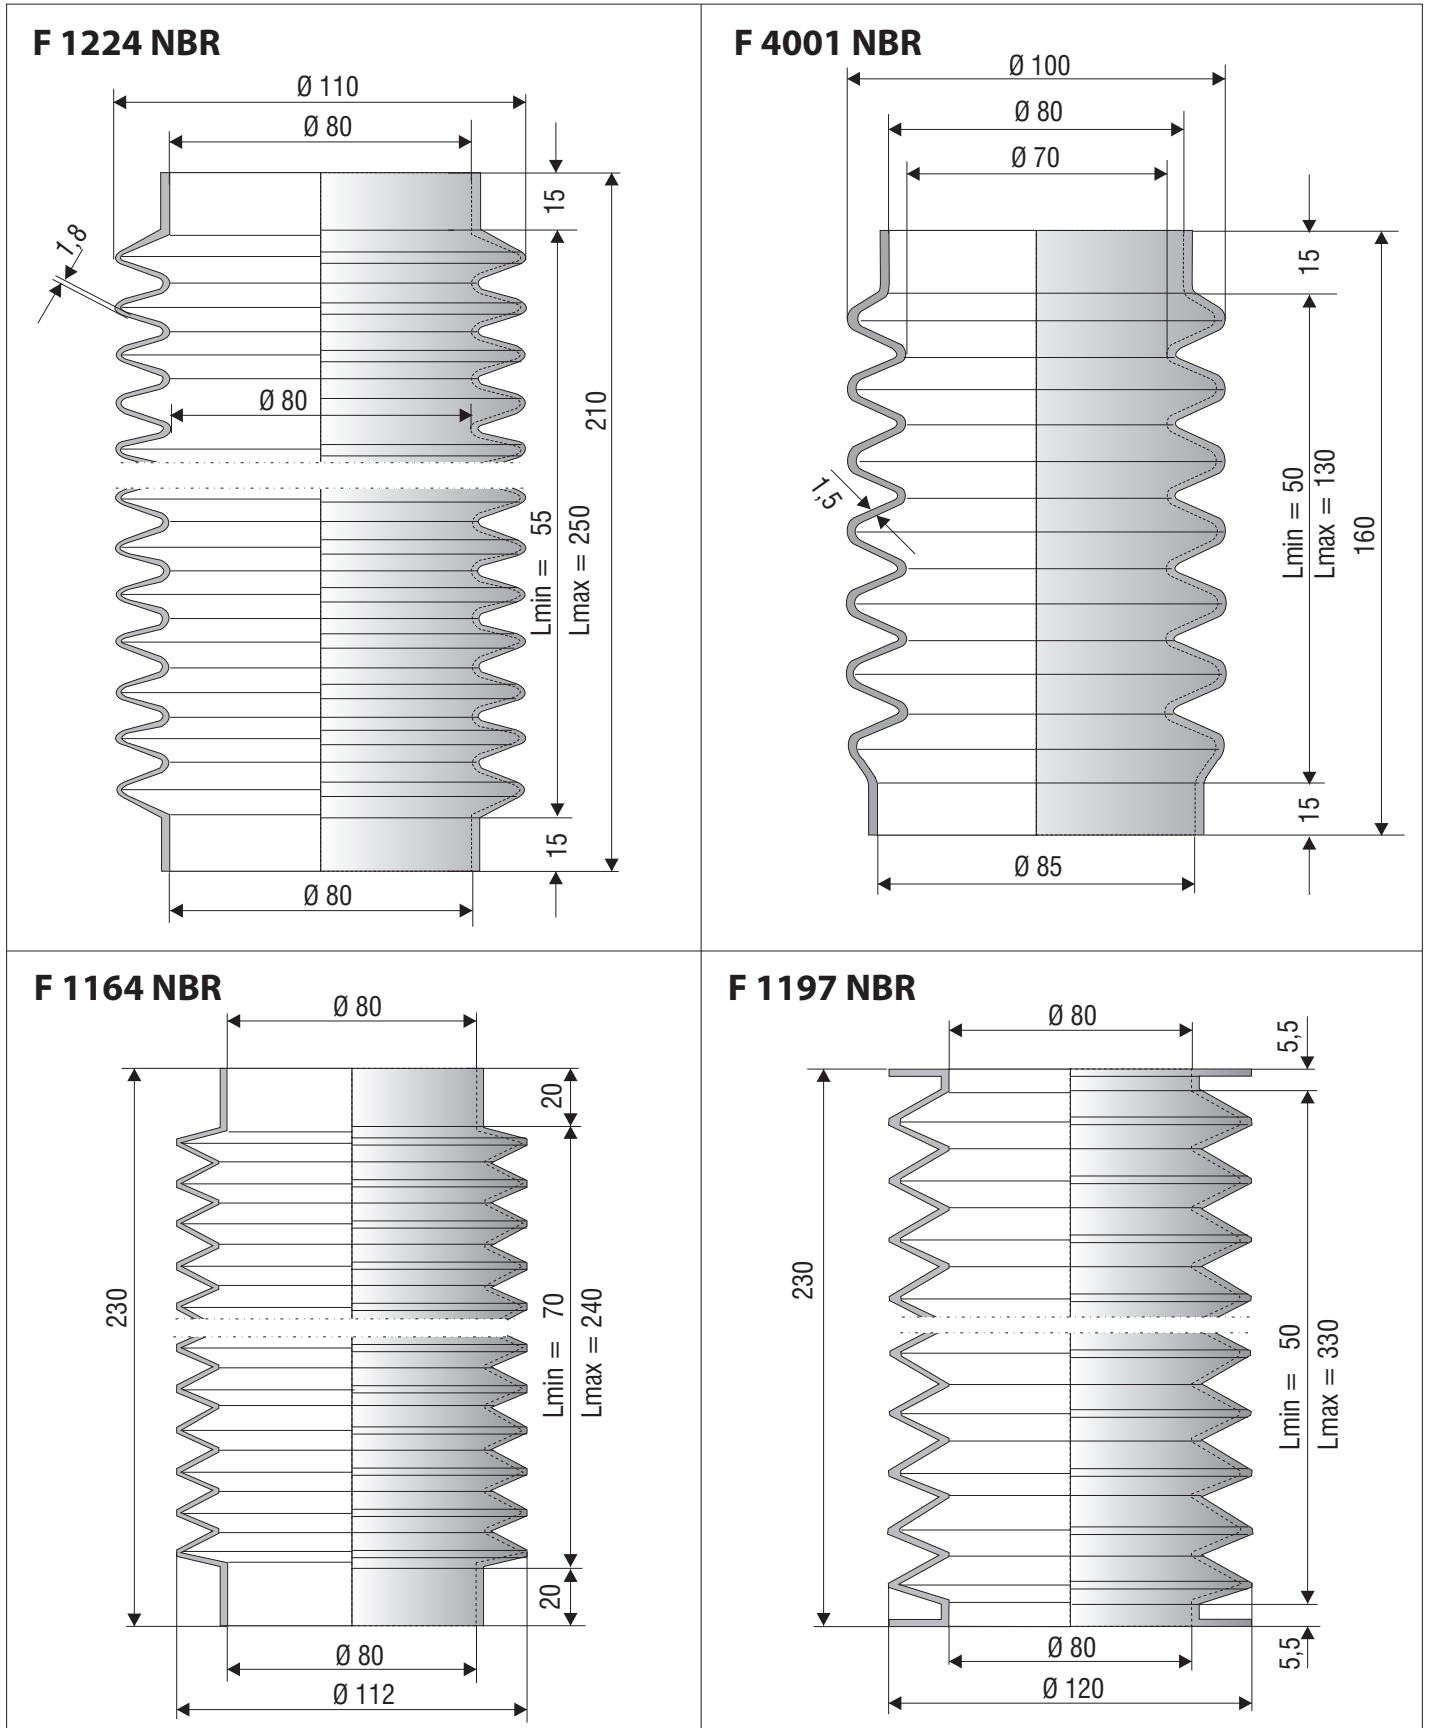 F 1224 NBR
Ø 110
Ø 80
15
1,8
Ø 80
210
Lmin = 55
Lmax = 250
15
Ø 80
F 4001 NBR
Ø 100
Ø 80
Ø 70
15
1,5
Lmin = 50
Lmax = 130
160
15
Ø 85
F 1164 NBR
Ø 80
20
230
Lmin = 70
Lmax = 240
20
Ø 80
Ø 112
F 1197 NBR
Ø 80
5,5
230
Lmin = 50
Lmax = 330
Ø 80
5,5
Ø 120